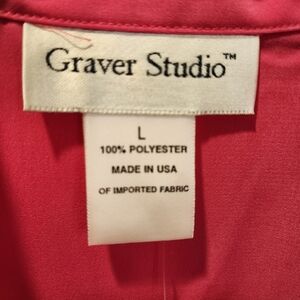 Graver Studio™
L
100% POLYESTER
MADE IN USA
OF IMPORTED FABRIC